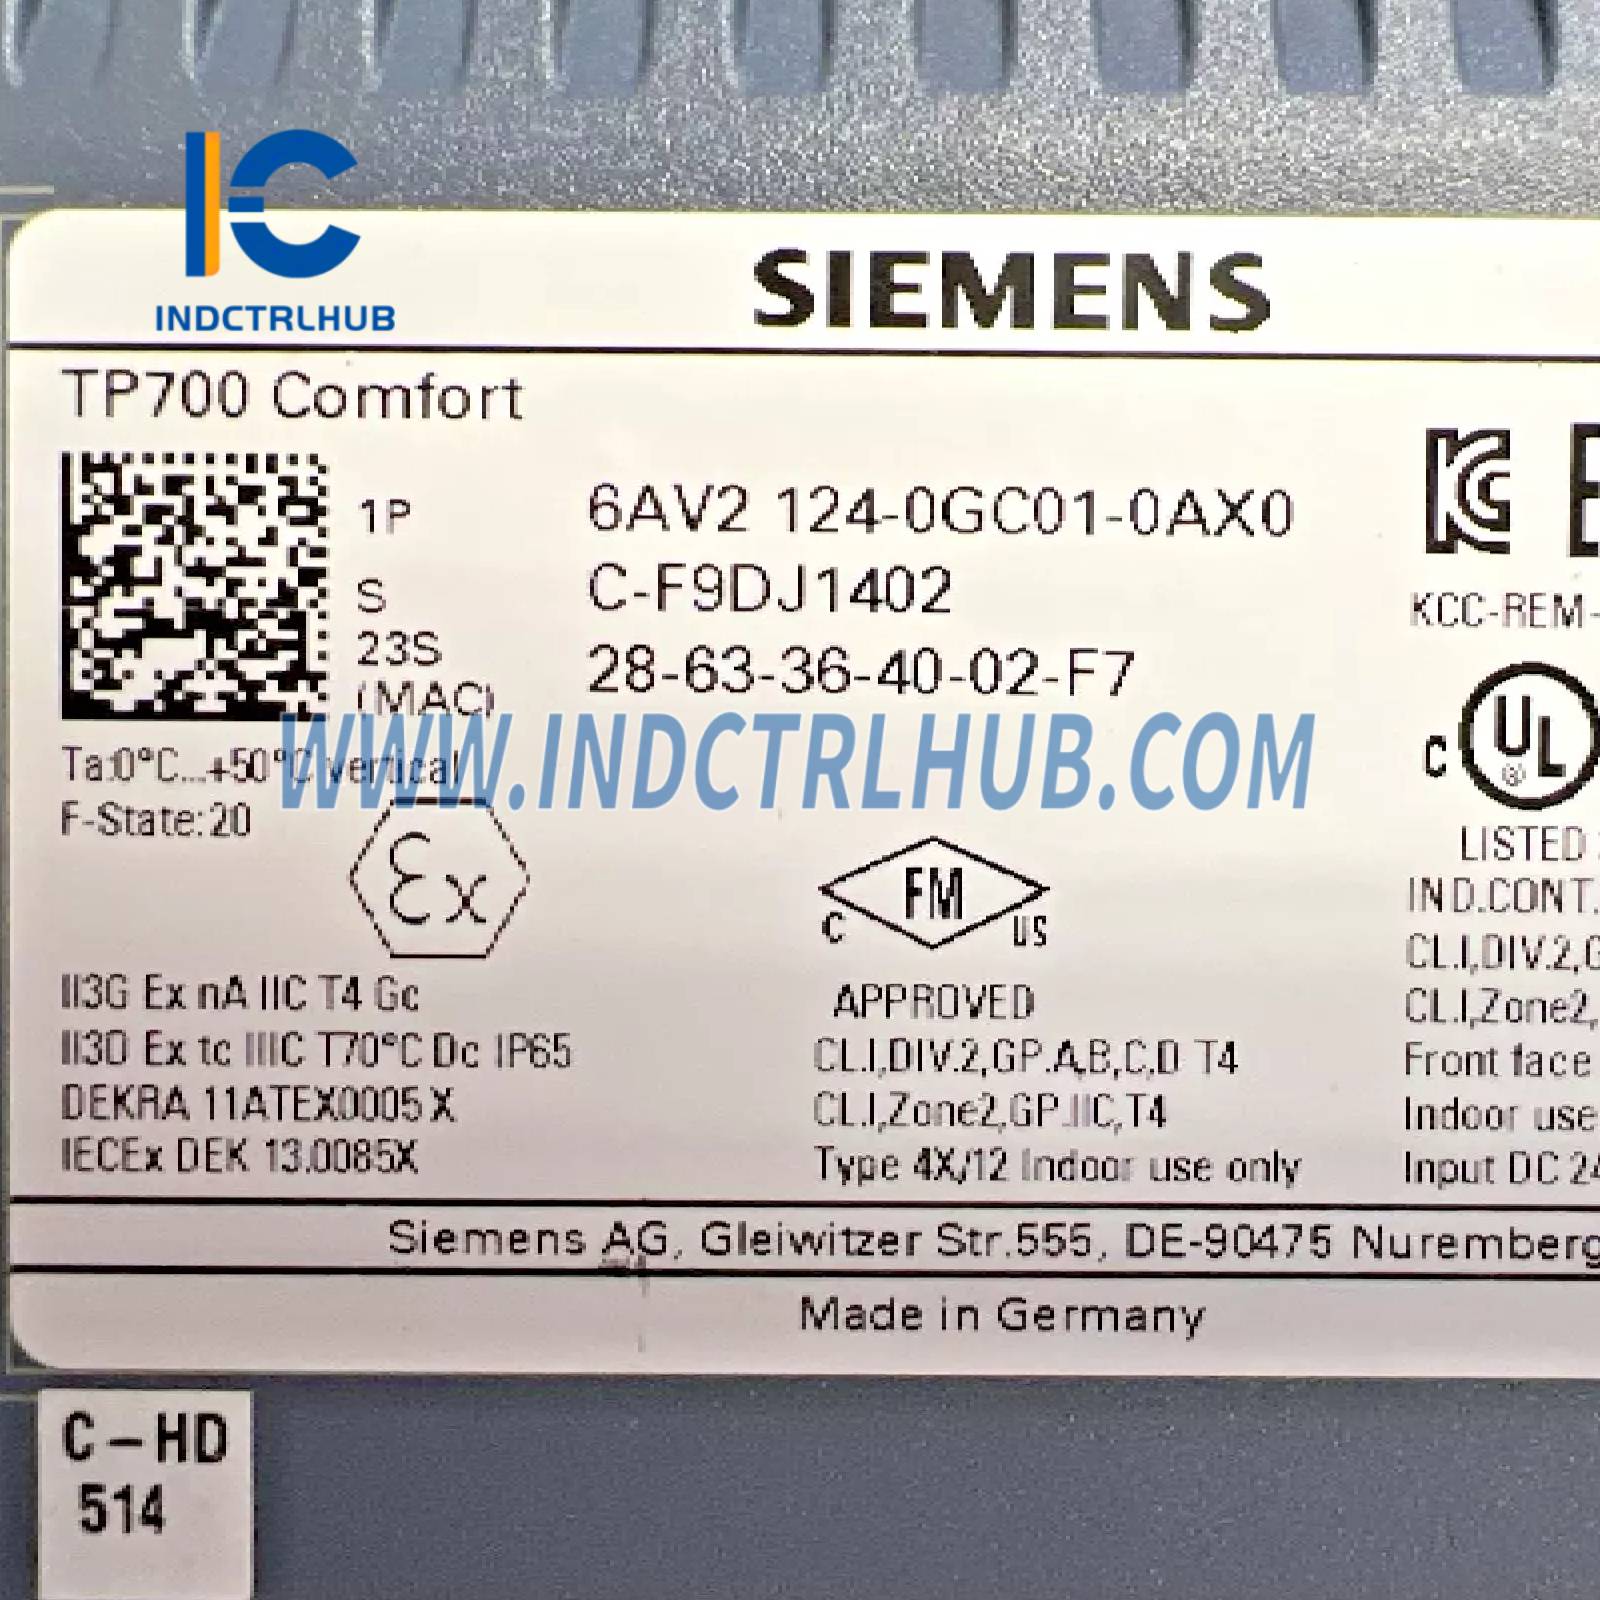 INDCTRLHUB
SIEMENS
TP700 Comfort
1P 6AV2 124-0GC01-0AX0
S C-F9DJ1402
23S 28-63-36-40-02-F7
(MAC)
KCC-REM-
WWW.INDCTRLHUB.COM
Ta:0°C...+50°C vertical
F-State:20
Ex
C FM US
C UL
LISTED
IND.CONT.
CL.I,DIV.2,G
CL.I,Zone2,
Front face
Indoor use
Input DC 24
II3G Ex nA IIC T4 Gc
II3D Ex tc IIIC T70°C Dc IP65
DEKRA 11ATEX0005 X
IECEx DEK 13.0085X
APPROVED
CL.I,DIV.2,GP.A,B,C,D T4
CL.I,Zone2,GP.IIC,T4
Type 4X/12 Indoor use only
Siemens AG, Gleiwitzer Str.555, DE-90475 Nuremberg
Made in Germany
C-HD
514